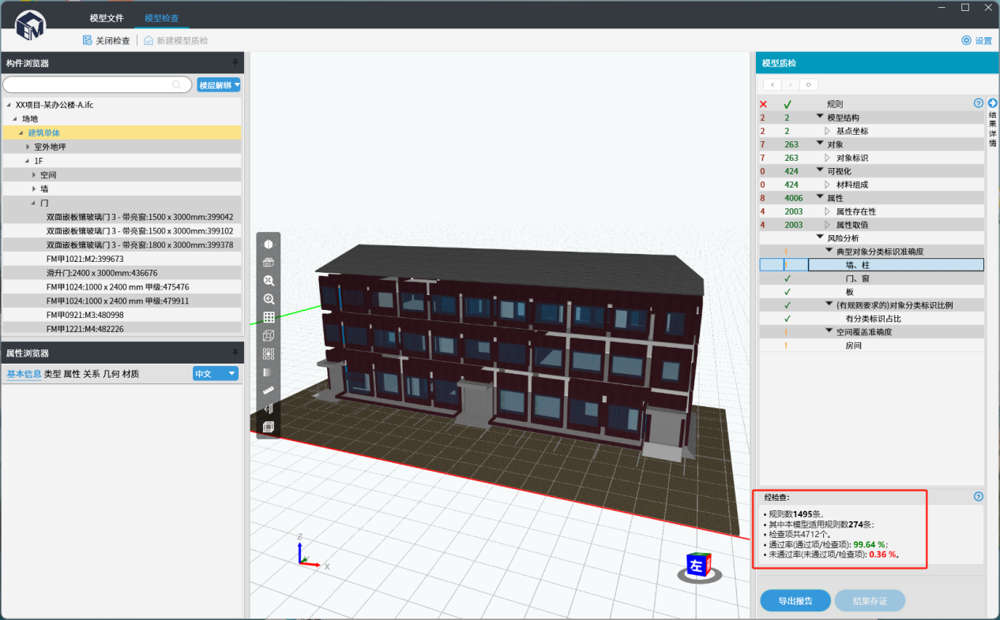 模型文件 模型检查
关闭检查 新建模型质检 设置
构件浏览器
楼层解绑
XX项目-某办公楼-A.ifc
场地
建筑单体
室外地坪
1F
空间
墙
门
双面嵌板镶玻璃门 3 - 带亮窗:1500 x 3000mm:399042
双面嵌板镶玻璃门 3 - 带亮窗:1500 x 3000mm:399102
双面嵌板镶玻璃门 3 - 带亮窗:1800 x 3000mm:399378
FM甲1021:M2:399673
滑升门:2400 x 3000mm:436676
FM甲1024:1000 x 2400 mm 甲级:475476
FM甲1024:1000 x 2400 mm 甲级:479911
FM甲0921:M3:480998
FM甲1221:M4:482226
属性浏览器
基本信息 类型 属性 关系 几何 材质 中文
Z
Y
X
左
模型质检
规则
2 2 模型结构
2 2 基点坐标
7 263 对象
7 263 对象标识
0 424 可视化
0 424 材料组成
8 4006 属性
4 2003 属性存在性
4 2003 属性取值
风险分析
! 典型对象分类标识准确度
! 墙、柱
门、窗
板
(有规则要求的)对象分类标识比例
有分类标识占比
! 空间覆盖准确度
! 房间
结果详情
经检查:
• 规则数1495条,
• 其中本模型适用规则数274条;
• 检查项共4712个。
• 通过率(通过项/检查项): 99.64 %;
• 未通过率(未通过项/检查项): 0.36 %。
导出报告 结果存证